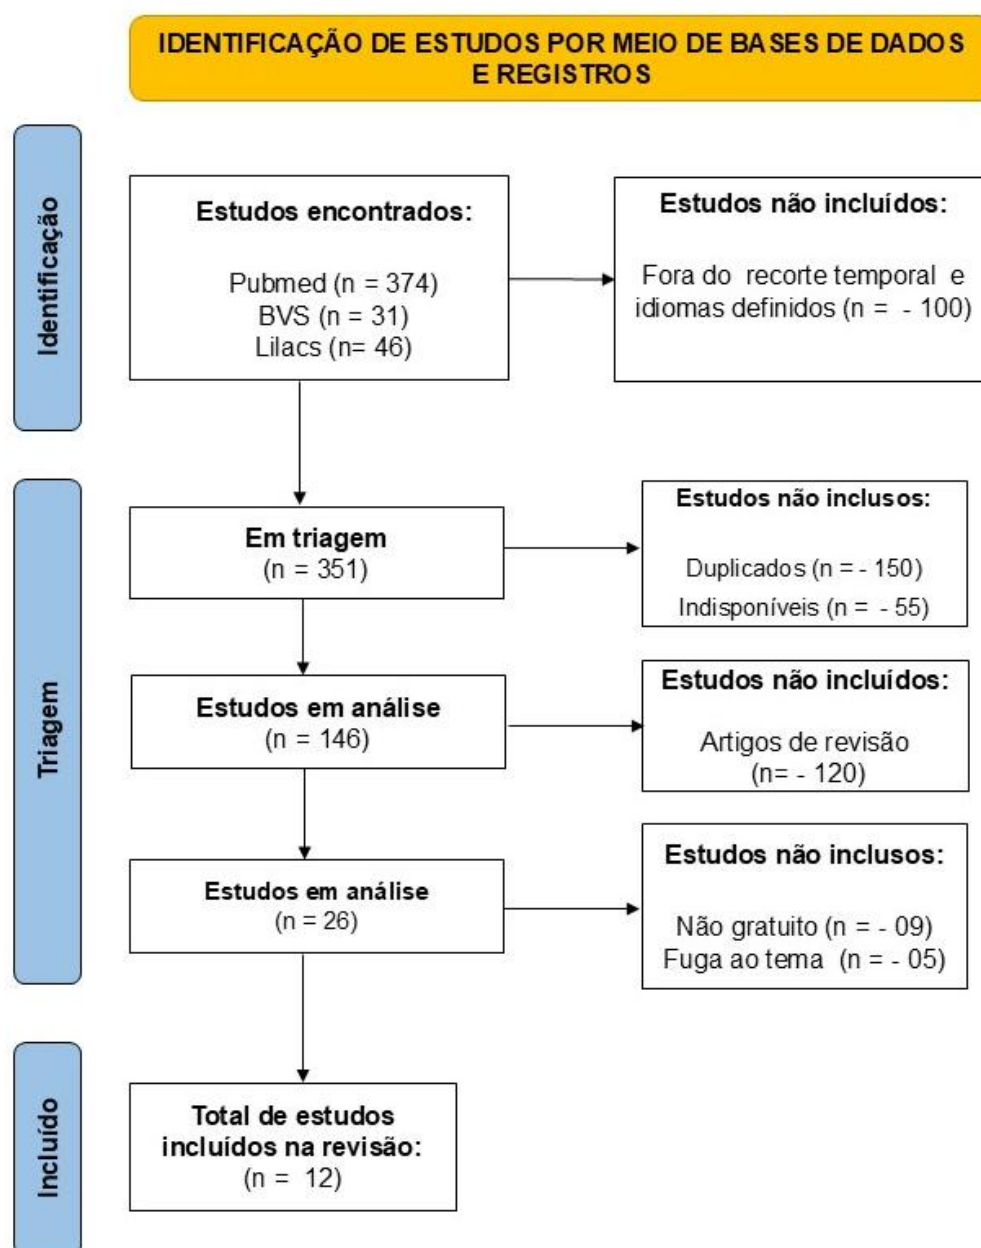 IDENTIFICAÇÃO DE ESTUDOS POR MEIO DE BASES DE DADOS
E REGISTROS
Identificação
Estudos encontrados:
Pubmed (n = 374)
BVS (n = 31)
Lilacs (n= 46)
Estudos não incluídos:
Fora do recorte temporal e
idiomas definidos (n = - 100)
Triagem
Em triagem
(n = 351)
Estudos não inclusos:
Duplicados (n = - 150)
Indisponíveis (n = - 55)
Estudos em análise
(n = 146)
Estudos não incluídos:
Artigos de revisão
(n= - 120)
Estudos em análise
(n = 26)
Estudos não inclusos:
Não gratuito (n = - 09)
Fuga ao tema (n = - 05)
Incluído
Total de estudos
incluídos na revisão:
(n = 12)